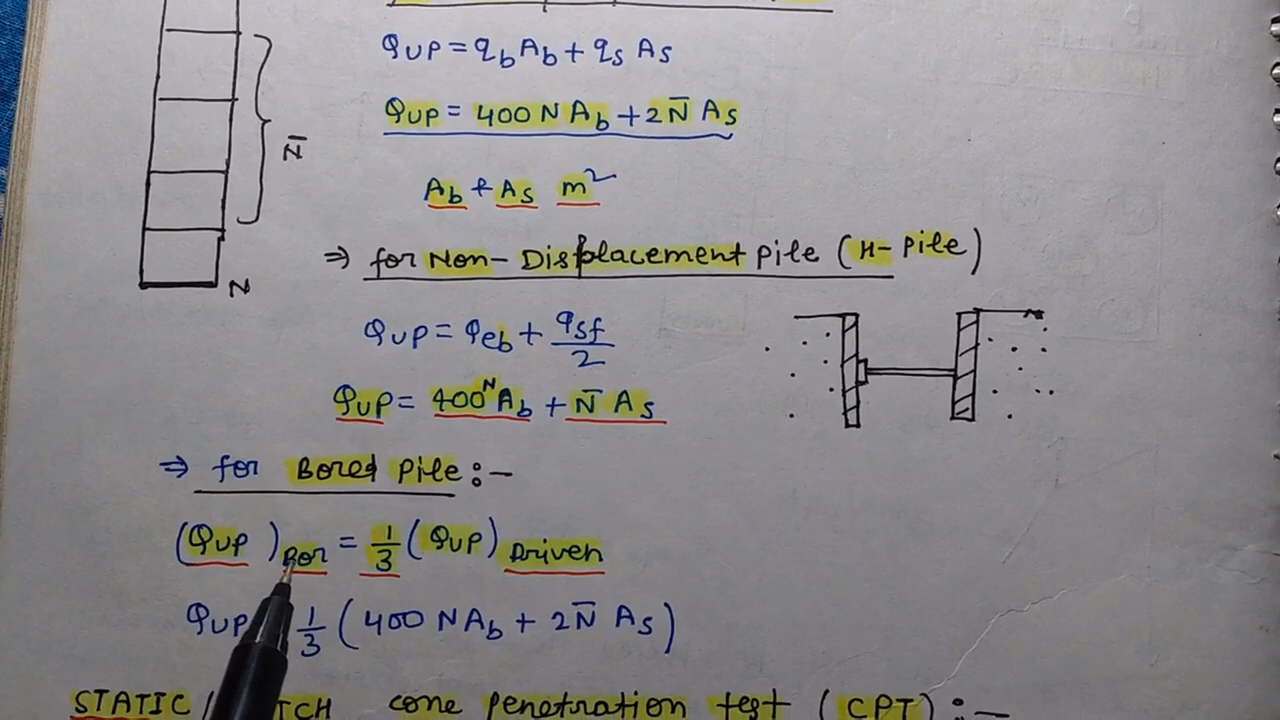 Qup = qb Ab + qs As
Qup = 400 N Ab + 2N̄ As
N̄
Ab & As m²
⇒ for Non-Displacement pile (H-pile)
N
Qup = qeb + qsf/2
Qup = 400 N Ab + N̄ As
⇒ for Bored Pile :-
(Qup)Bor = 1/3 (Qup) Driven
Qup 1/3 (400 N Ab + 2N̄ As)
STATIC / TCH cone penetration test (CPT) :-